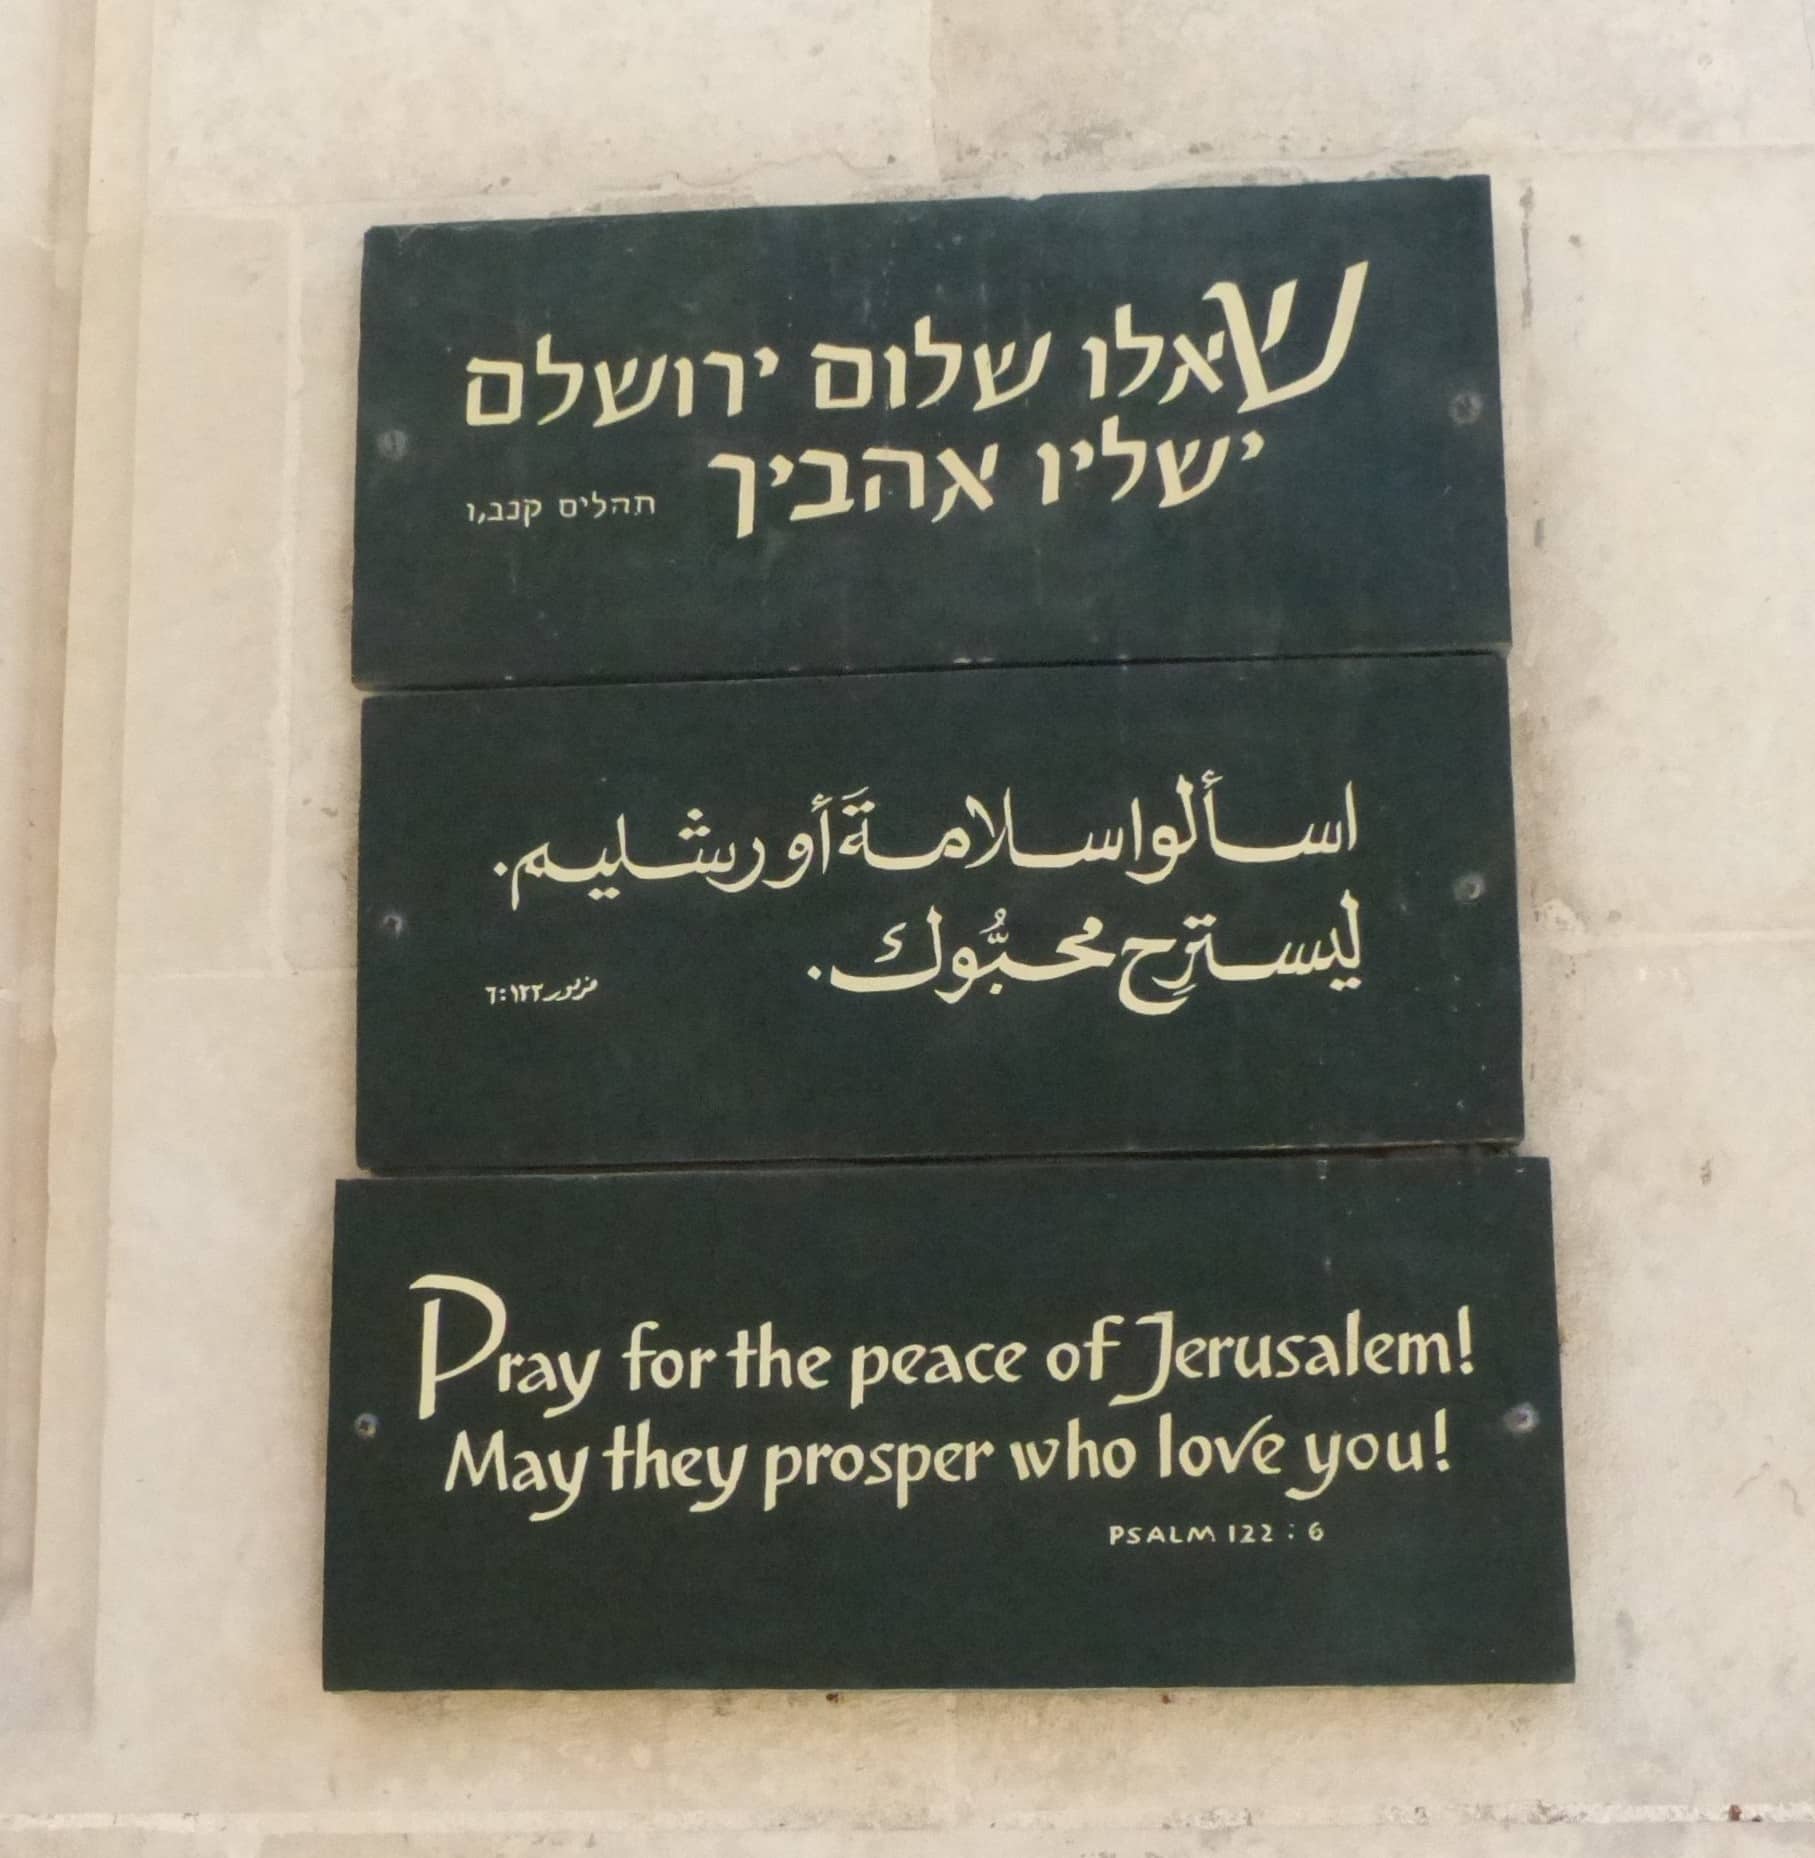 שאלו שלום ירושלם
ישליו אהביך
תהלים קכב,ו
اسألوا سلامةَ أورشليم.
ليسترِح محبُّوك.
مزمور ١٢٢:٦
Pray for the peace of Jerusalem!
May they prosper who love you!
PSALM 122:6